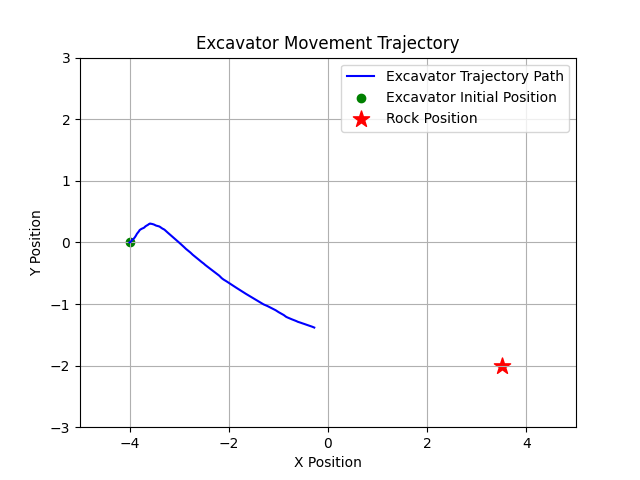 Excavator Movement Trajectory
Excavator Trajectory Path
Excavator Initial Position
Rock Position
3
2
1
0
−1
−2
−3
Y Position
−4
−2
0
2
4
X Position